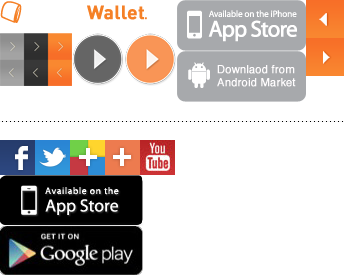 Wallet.
Available on the iPhone
App Store
Downlaod from
Android Market
f
You
Tube
Available on the
App Store
GET IT ON
Google play